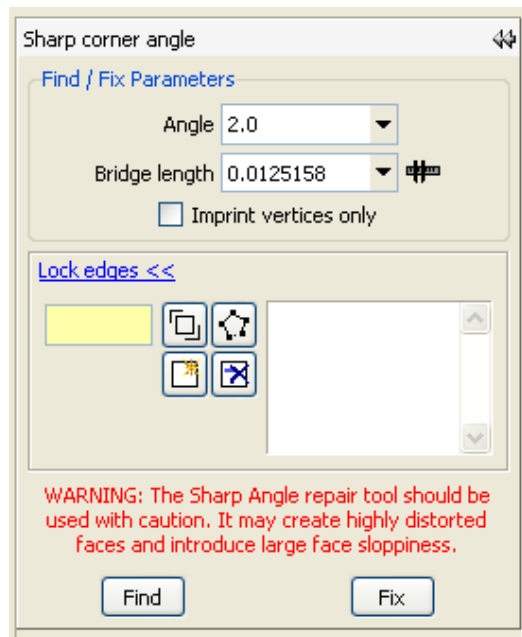 Sharp corner angle
Find / Fix Parameters
Angle 2.0
Bridge length 0.0125158
Imprint vertices only
Lock edges <<
WARNING: The Sharp Angle repair tool should be
used with caution. It may create highly distorted
faces and introduce large face sloppiness.
Find Fix